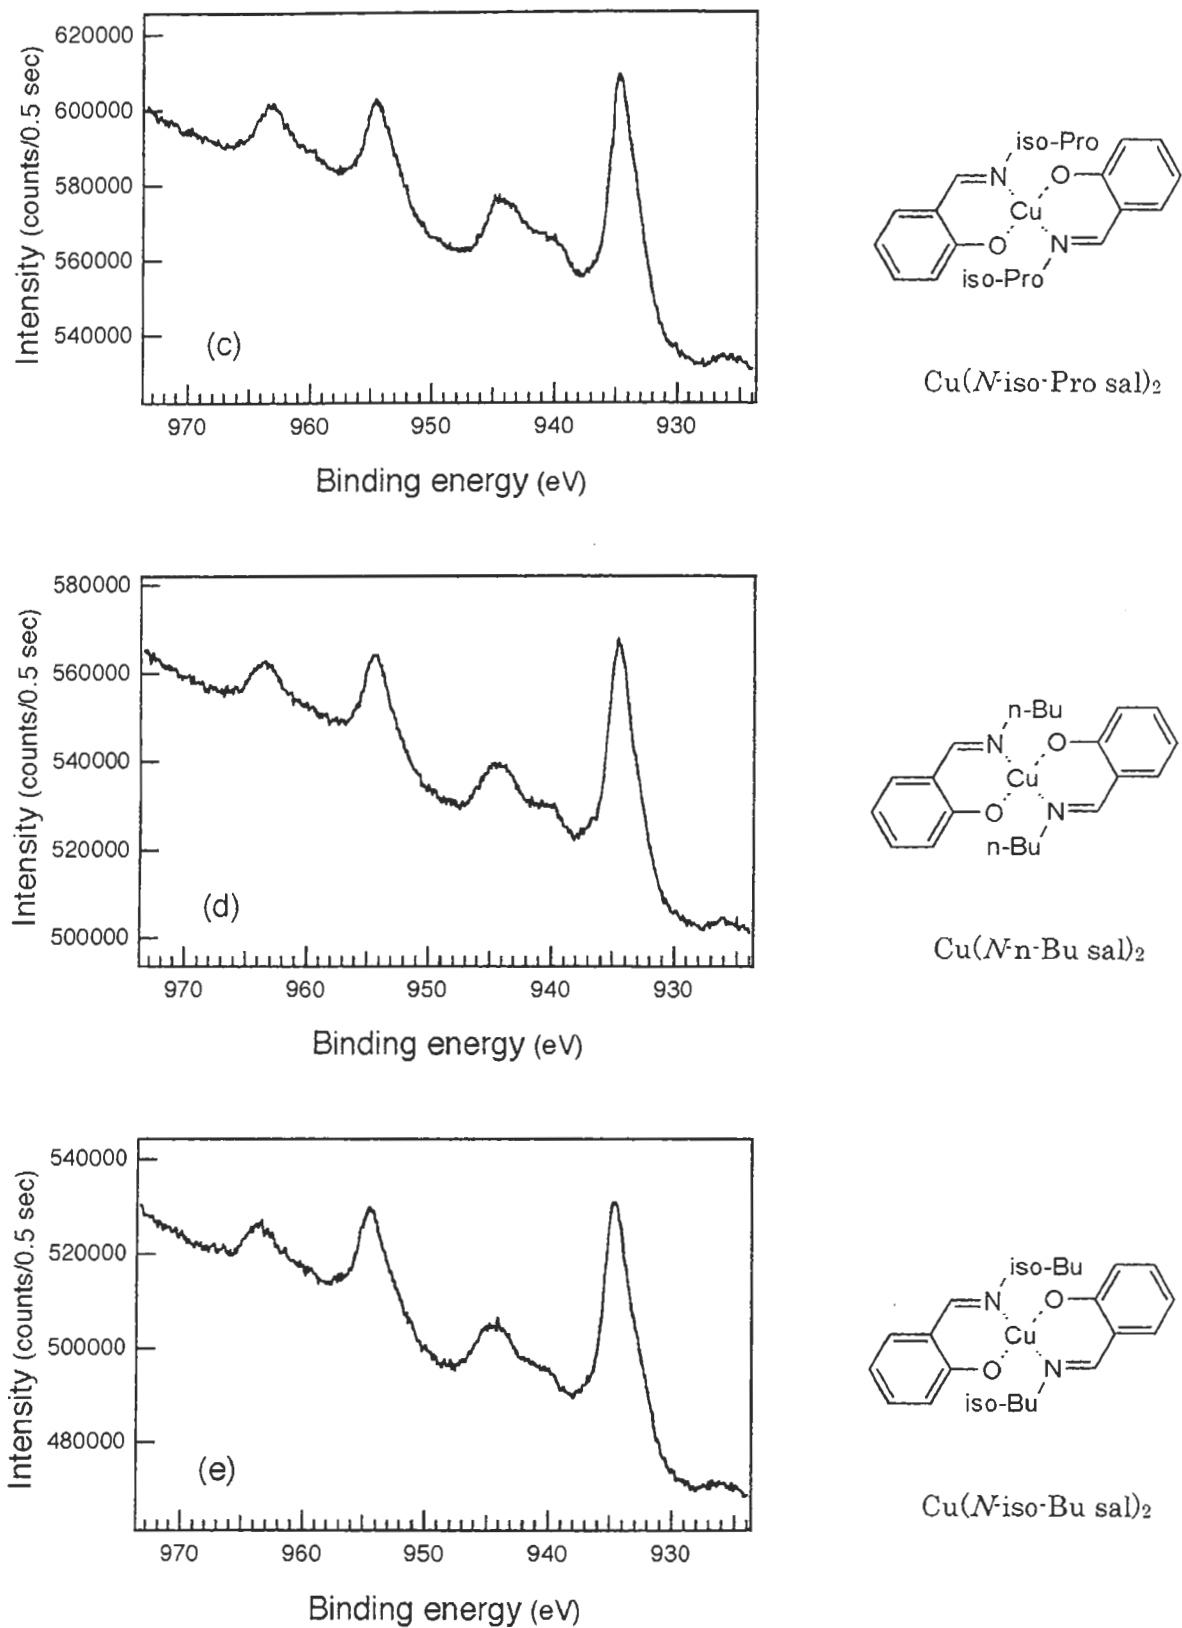 620000
600000
580000
560000
540000
Intensity (counts/0.5 sec)
(c)
970 960 950 940 930
Binding energy (eV)
iso-Pro
N O
Cu
O N
iso-Pro
Cu(N-iso-Pro sal)2
580000
560000
540000
520000
500000
Intensity (counts/0.5 sec)
(d)
970 960 950 940 930
Binding energy (eV)
n-Bu
N O
Cu
O N
n-Bu
Cu(N-n-Bu sal)2
540000
520000
500000
480000
Intensity (counts/0.5 sec)
(e)
970 960 950 940 930
Binding energy (eV)
iso-Bu
N O
Cu
O N
iso-Bu
Cu(N-iso-Bu sal)2